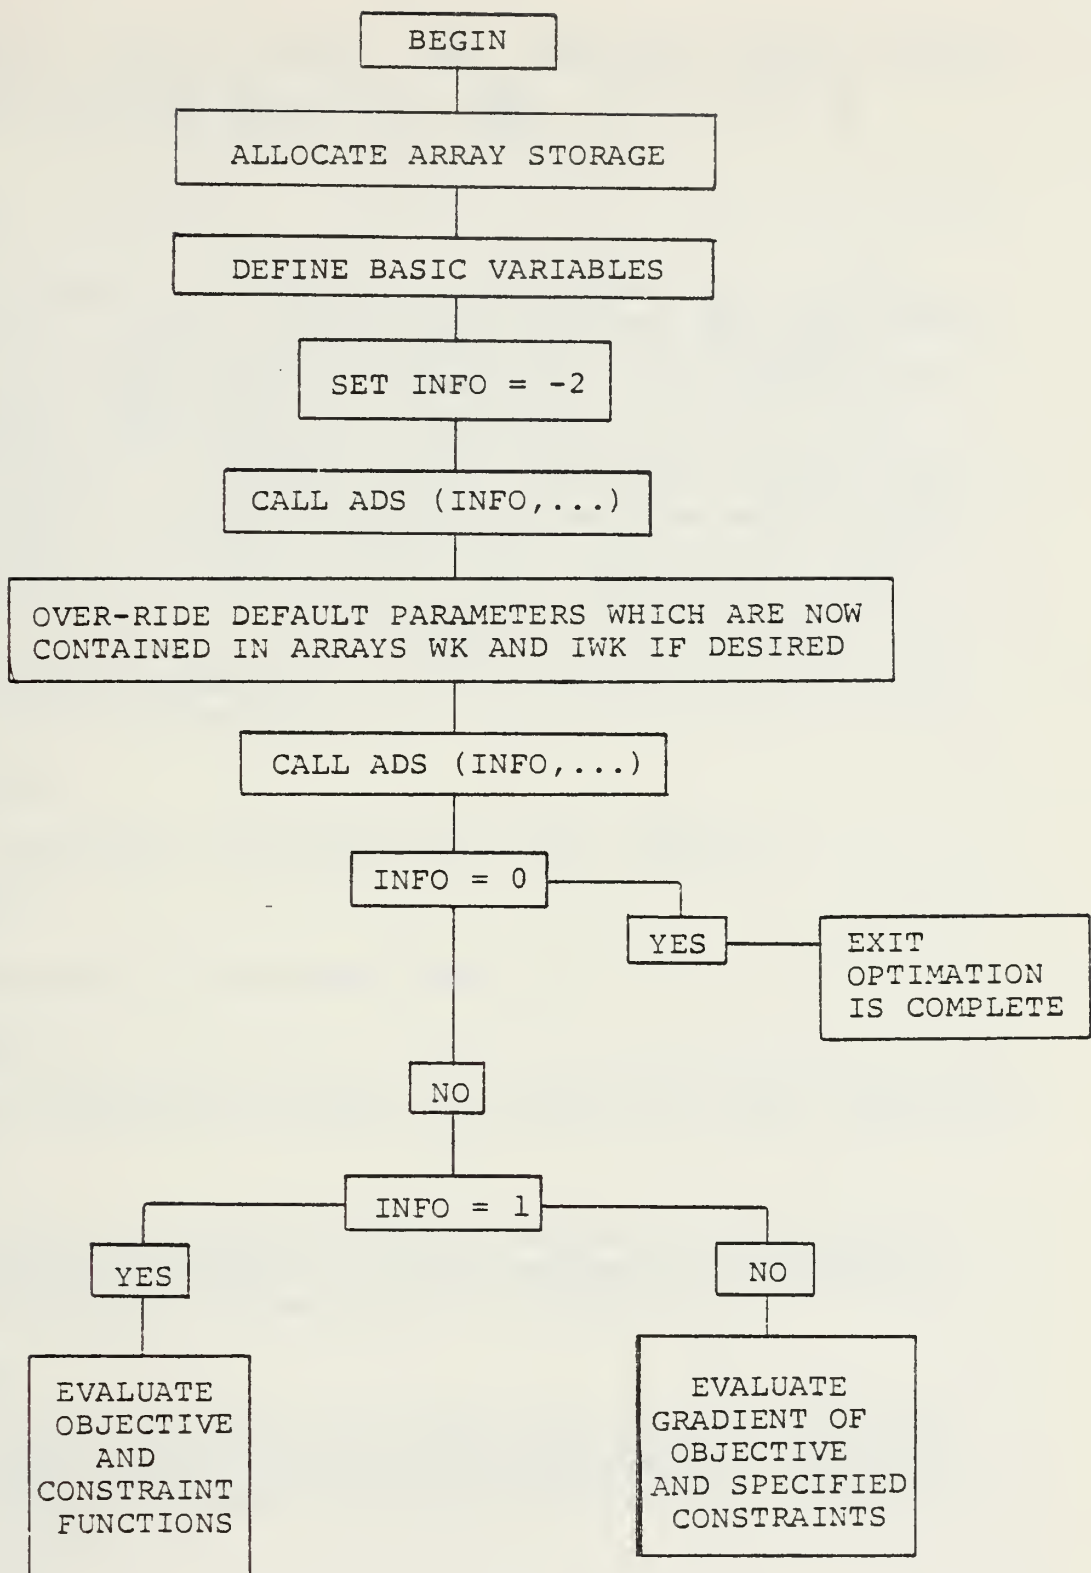 BEGIN
ALLOCATE ARRAY STORAGE
DEFINE BASIC VARIABLES
SET INFO = -2
CALL ADS (INFO,...)
OVER-RIDE DEFAULT PARAMETERS WHICH ARE NOW
CONTAINED IN ARRAYS WK AND IWK IF DESIRED
CALL ADS (INFO,...)
INFO = 0
YES
EXIT
OPTIMATION
IS COMPLETE
NO
INFO = 1
YES
NO
EVALUATE
OBJECTIVE
AND
CONSTRAINT
FUNCTIONS
EVALUATE
GRADIENT OF
OBJECTIVE
AND SPECIFIED
CONSTRAINTS